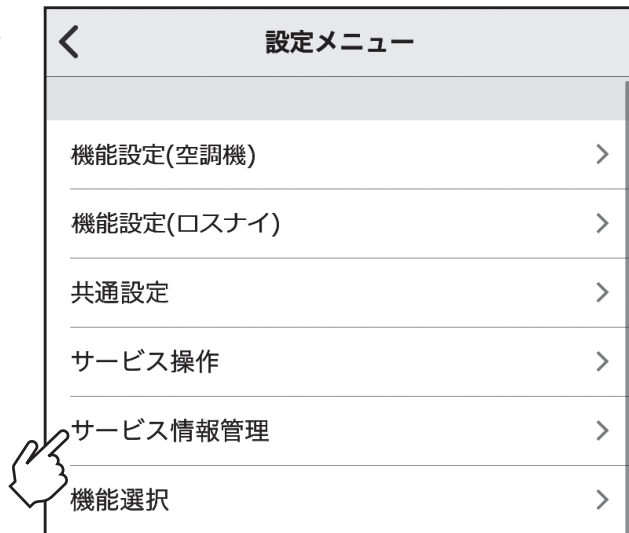 設定メニュー
機能設定(空調機)
機能設定(ロスナイ)
共通設定
サービス操作
サービス情報管理
機能選択